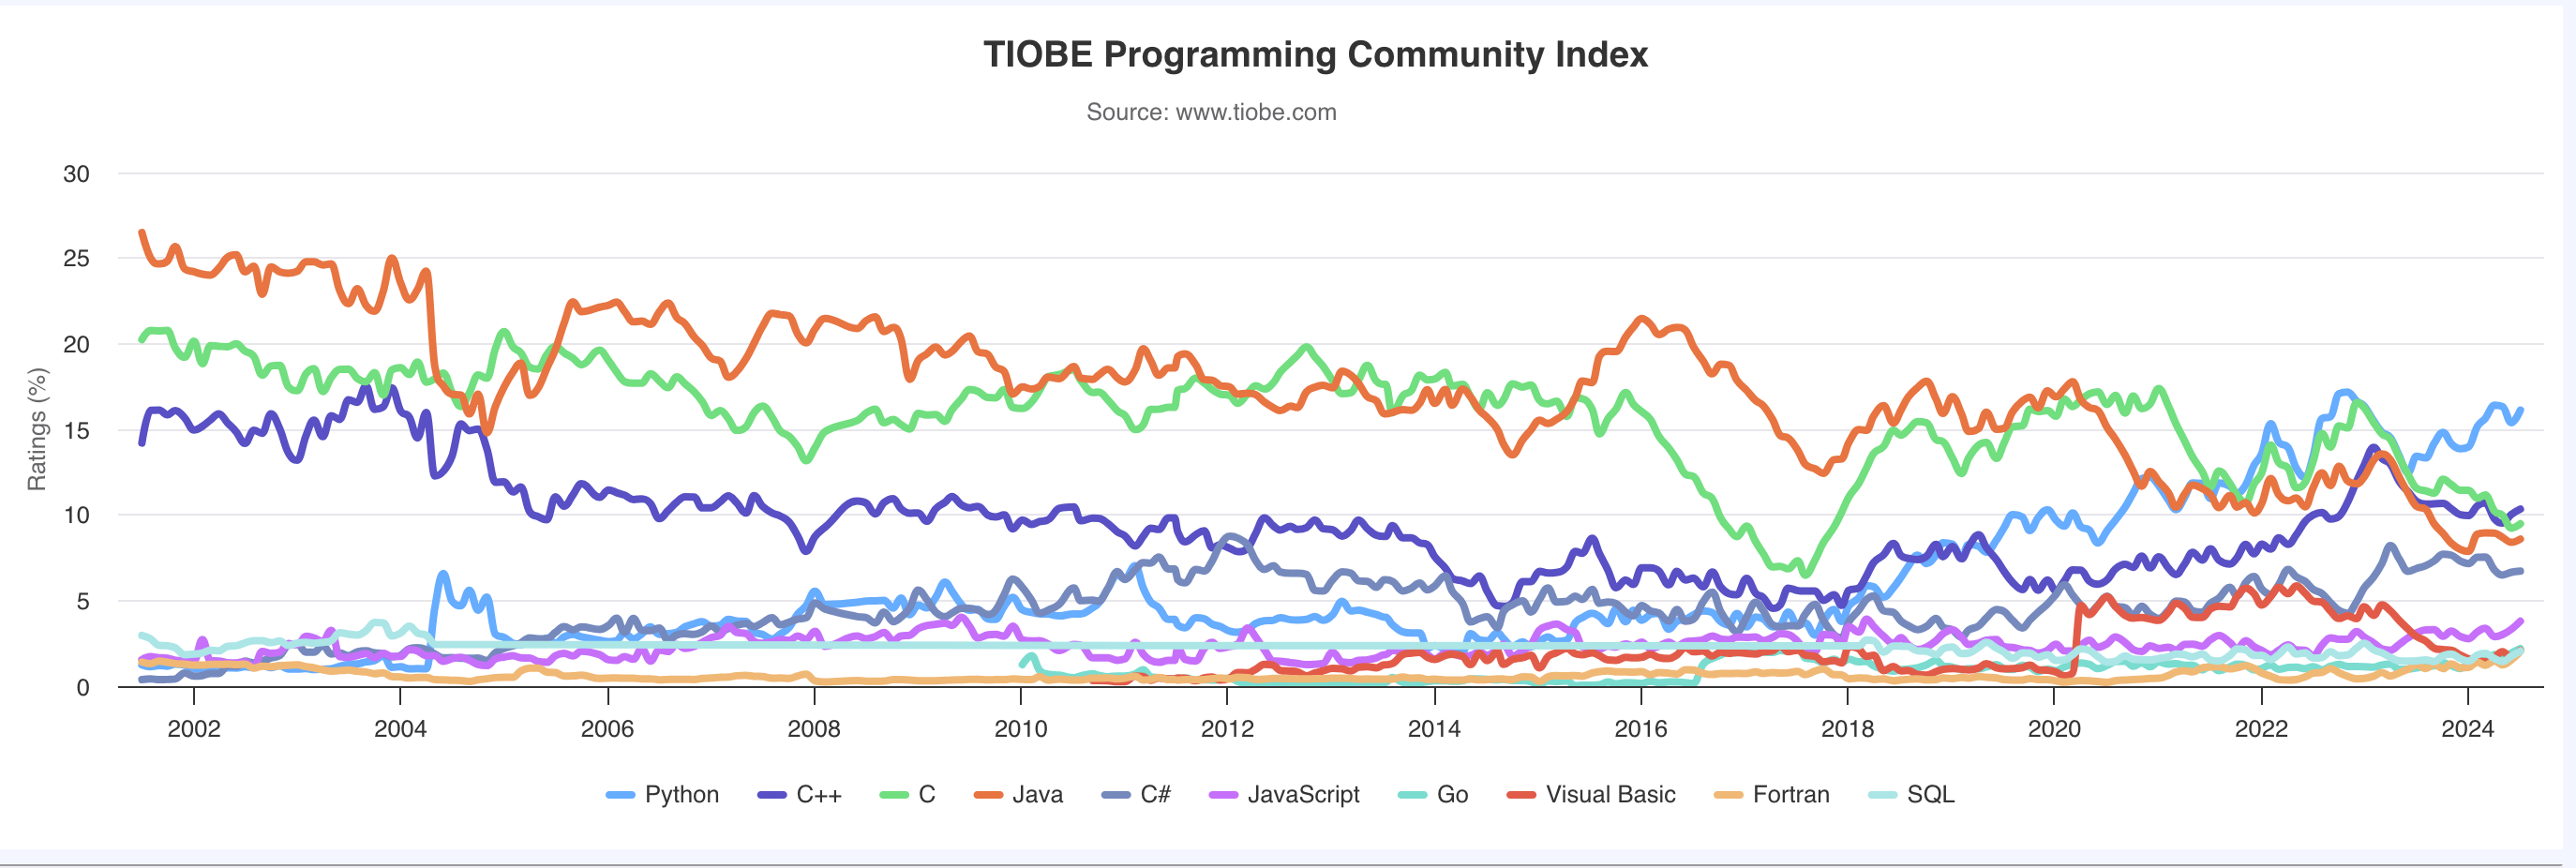 TIOBE Programming Community Index
Source: www.tiobe.com
Ratings (%)
30
25
20
15
10
5
0
2002 2004 2006 2008 2010 2012 2014 2016 2018 2020 2022 2024
Python C++ C Java C# JavaScript Go Visual Basic Fortran SQL